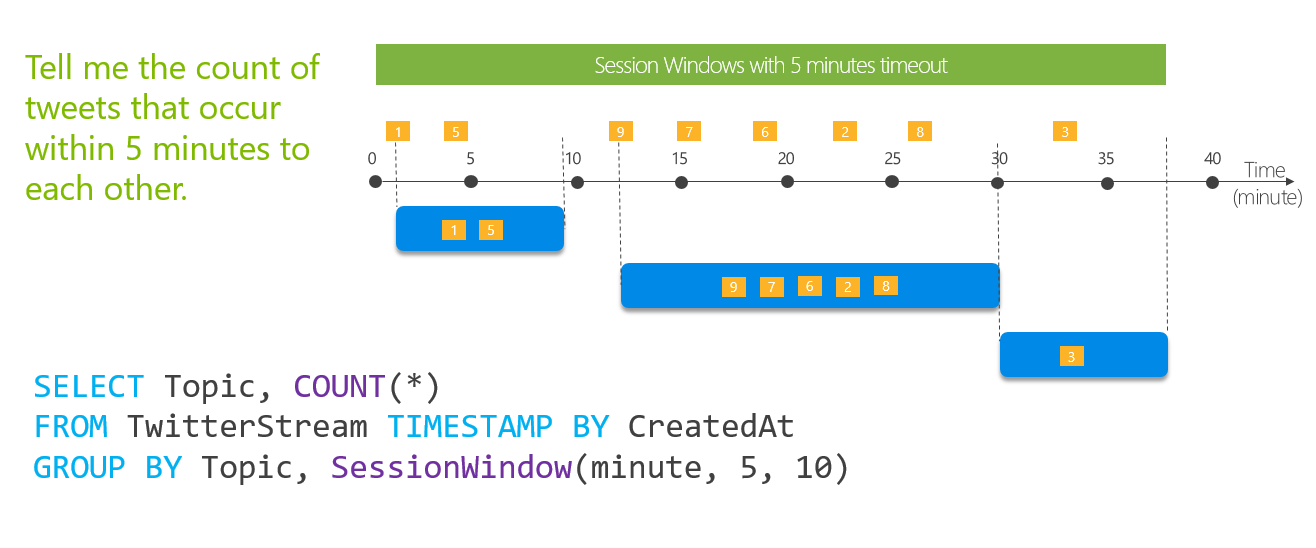 Tell me the count of
tweets that occur
within 5 minutes to
each other.
Session Windows with 5 minutes timeout
1 5 9 7 6 2 8 3
0 5 10 15 20 25 30 35 40
Time
(minute)
1 5
9 7 6 2 8
3
SELECT Topic, COUNT(*)
FROM TwitterStream TIMESTAMP BY CreatedAt
GROUP BY Topic, SessionWindow(minute, 5, 10)